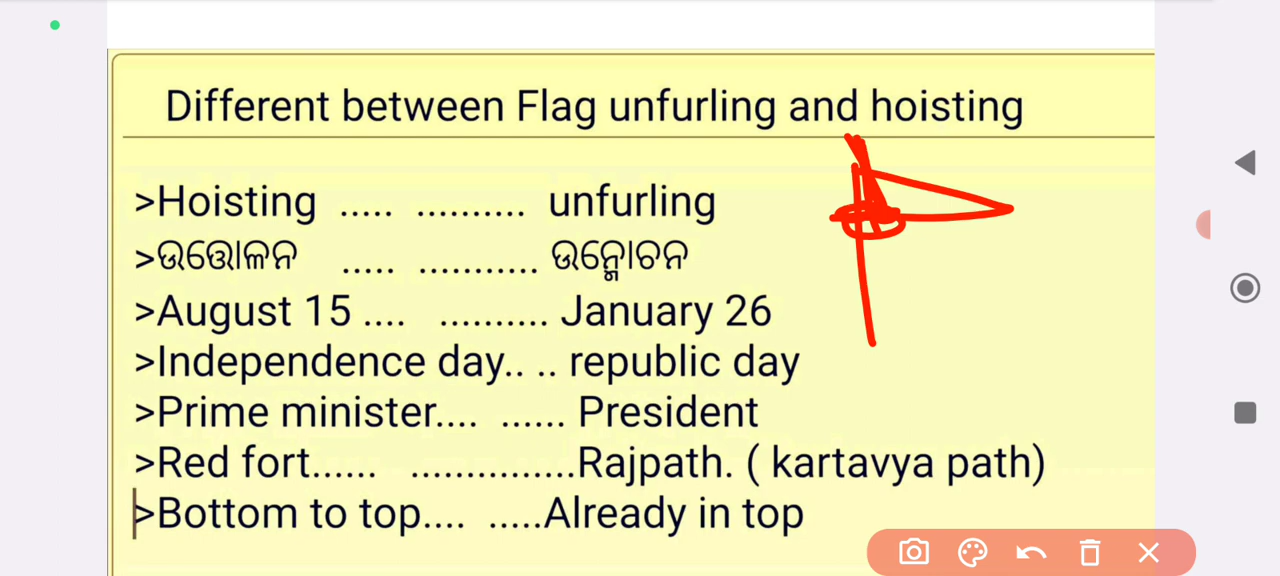 Different between Flag unfurling and hoisting
>Hoisting ..... .......... unfurling
>ଉତ୍ତୋଳନ ..... ........... ଉନ୍ମୋଚନ
>August 15 .... .......... January 26
>Independence day.. .. republic day
>Prime minister.... ...... President
>Red fort...... ...............Rajpath. ( kartavya path)
>Bottom to top.... .....Already in top